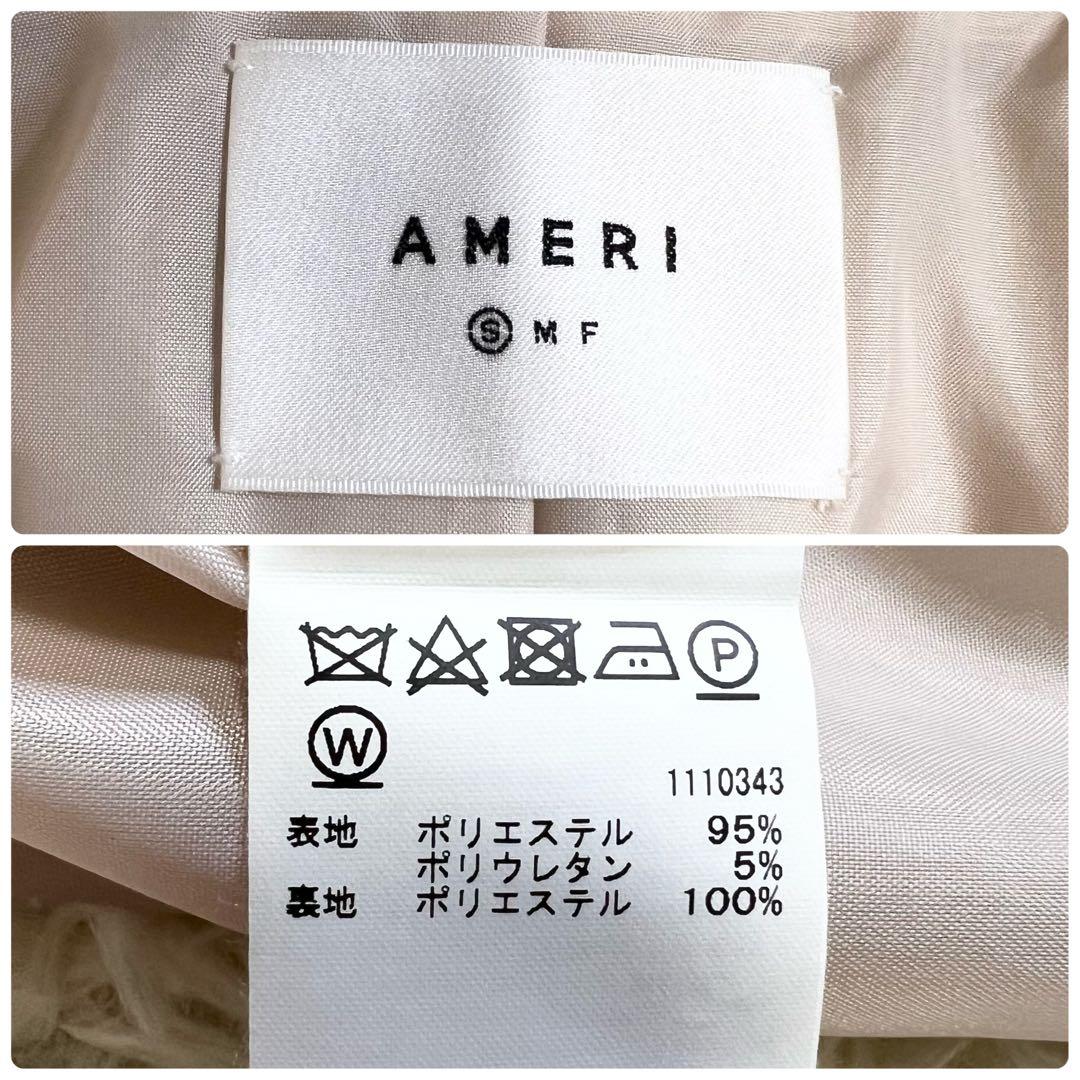 AMERI
S M F
P
W
1110343
表地 ポリエステル 95%
ポリウレタン 5%
裏地 ポリエステル 100%